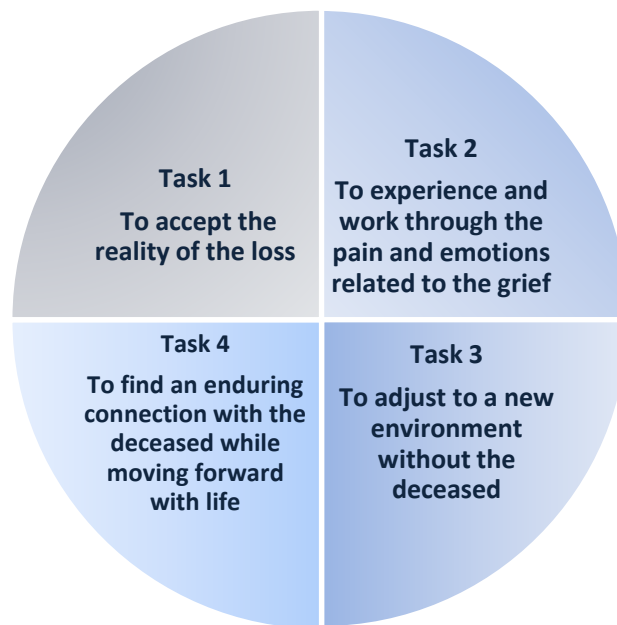 Task 1
To accept the
reality of the loss
Task 2
To experience and
work through the
pain and emotions
related to the grief
Task 3
To adjust to a new
environment
without the
deceased
Task 4
To find an enduring
connection with the
deceased while
moving forward
with life